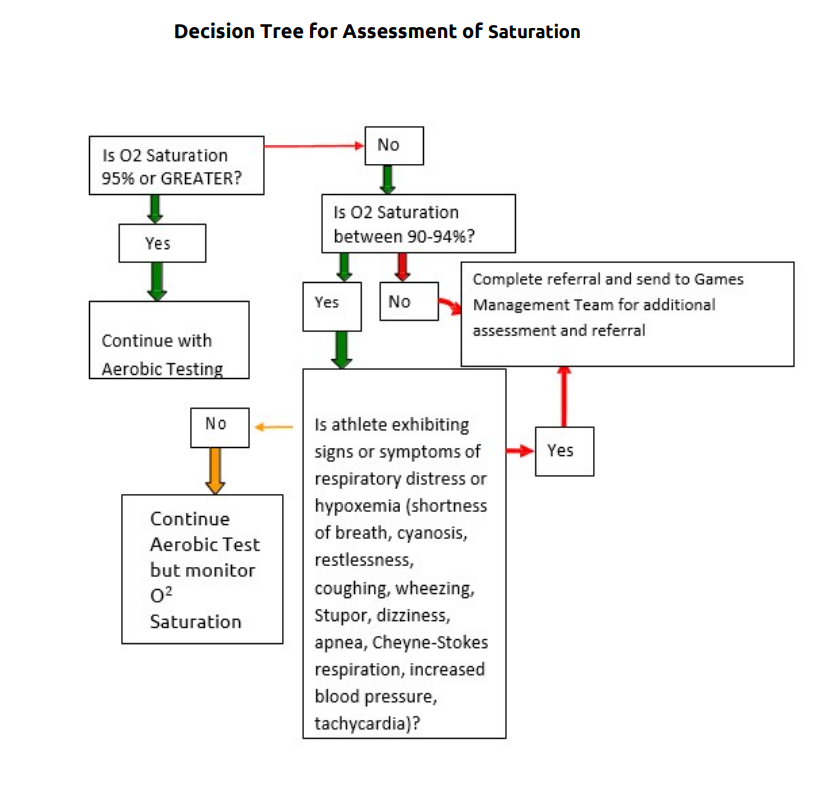 Decision Tree for Assessment of Saturation
Is O2 Saturation
95% or GREATER?
No
Yes
Is O2 Saturation
between 90-94%?
Continue with
Aerobic Testing
Yes
No
Complete referral and send to Games
Management Team for additional
assessment and referral
Is athlete exhibiting
signs or symptoms of
respiratory distress or
hypoxemia (shortness
of breath, cyanosis,
restlessness,
coughing, wheezing,
Stupor, dizziness,
apnea, Cheyne-Stokes
respiration, increased
blood pressure,
tachycardia)?
Yes
No
Continue
Aerobic Test
but monitor
O²
Saturation